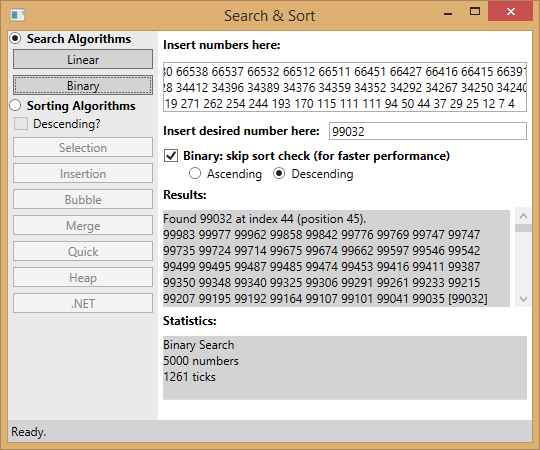 Search & Sort
Search Algorithms
Linear
Binary
Sorting Algorithms
Descending?
Selection
Insertion
Bubble
Merge
Quick
Heap
.NET
Insert numbers here:
66538 66537 66532 66512 66511 66451 66427 66416 66415 66391
34412 34396 34389 34376 34359 34352 34292 34267 34250 34240
19 271 262 254 244 193 170 115 111 111 94 50 44 37 29 25 12 7 4
Insert desired number here: 99032
Binary: skip sort check (for faster performance)
Ascending Descending
Results:
Found 99032 at index 44 (position 45).
99983 99977 99962 99858 99842 99776 99769 99747 99747
99735 99724 99714 99675 99674 99662 99597 99546 99542
99499 99495 99487 99485 99474 99453 99416 99411 99387
99350 99348 99340 99325 99306 99291 99261 99233 99215
99207 99195 99192 99164 99107 99101 99041 99035 [99032]
Statistics:
Binary Search
5000 numbers
1261 ticks
Ready.